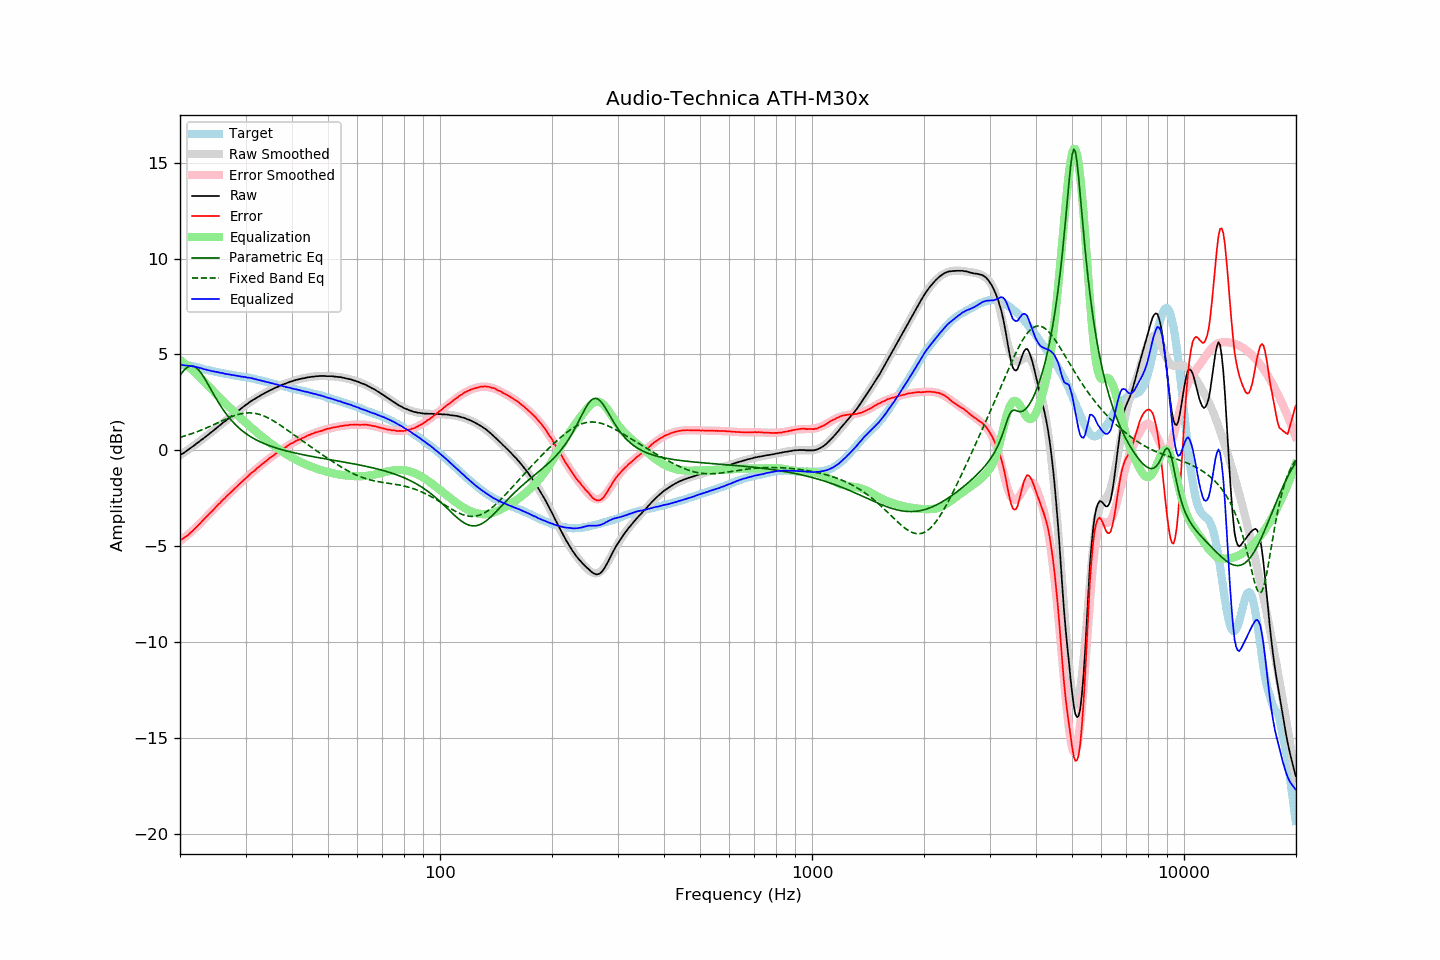 Audio-Technica ATH-M30x
Target
Raw Smoothed
Error Smoothed
Raw
Error
Equalization
Parametric Eq
Fixed Band Eq
Equalized
15
10
5
0
−5
−10
−15
−20
Amplitude (dBr)
100
1000
10000
Frequency (Hz)